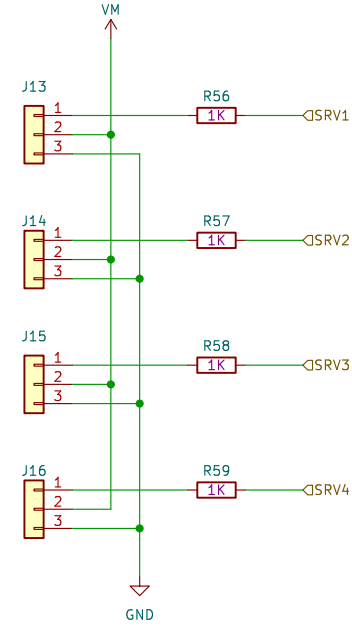 VM
J13
1
2
3
R56
1K
SRV1
J14
1
2
3
R57
1K
SRV2
J15
1
2
3
R58
1K
SRV3
J16
1
2
3
R59
1K
SRV4
GND